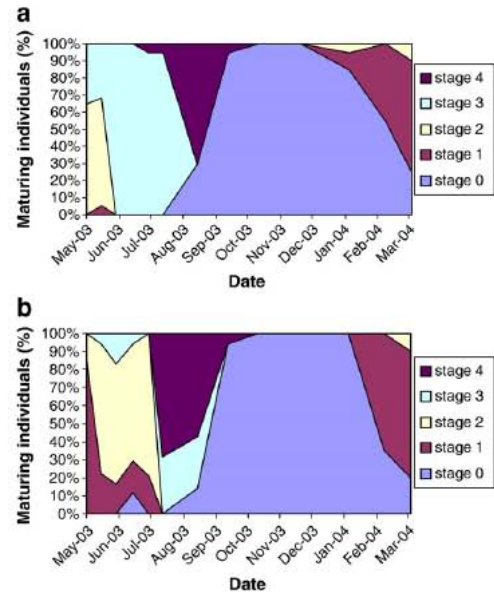 a
Maturing individuals (%)
100%
90%
80%
70%
60%
50%
40%
30%
20%
10%
0%
May-03
Jun-03
Jul-03
Aug-03
Sep-03
Oct-03
Nov-03
Dec-03
Jan-04
Feb-04
Mar-04
Date
stage 4
stage 3
stage 2
stage 1
stage 0
b
Maturing individuals (%)
100%
90%
80%
70%
60%
50%
40%
30%
20%
10%
0%
May-03
Jun-03
Jul-03
Aug-03
Sep-03
Oct-03
Nov-03
Dec-03
Jan-04
Feb-04
Mar-04
Date
stage 4
stage 3
stage 2
stage 1
stage 0